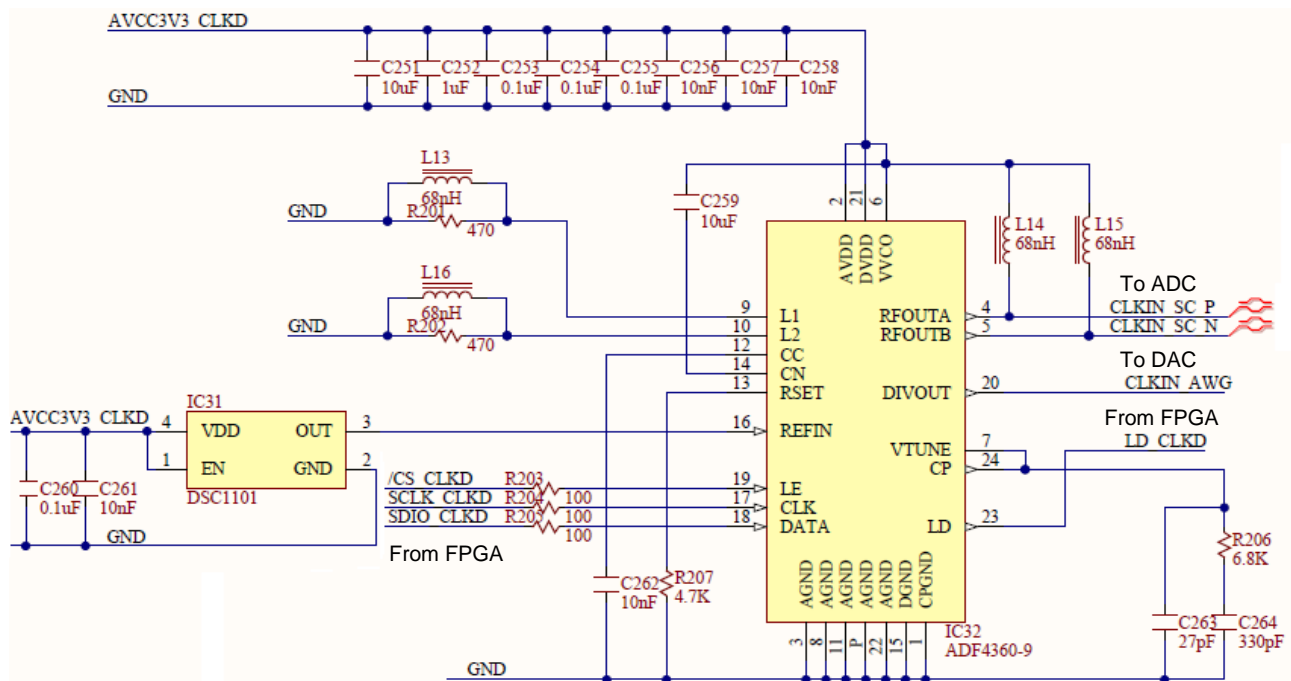 AVCC3V3_CLKD
C251
10uF
C252
1uF
C253
0.1uF
C254
0.1uF
C255
0.1uF
C256
10nF
C257
10nF
C258
10nF
GND
L13
68nH
GND
R201
470
C259
10uF
2
21
6
AVDD
DVDD
VVCO
L14
68nH
L15
68nH
L16
68nH
GND
R202
470
9
L1
10
L2
12
CC
14
CN
13
RSET
16
REFIN
19
LE
17
CLK
18
DATA
RFOUTA
4
RFOUTB
5
DIVOUT
20
VTUNE
7
CP
24
LD
23
To ADC
CLKIN_SC_P
CLKIN_SC_N
To DAC
CLKIN_AWG
From FPGA
LD_CLKD
IC31
AVCC3V3_CLKD
4
VDD
OUT
3
1
EN
GND
2
DSC1101
C260
0.1uF
C261
10nF
GND
/CS_CLKD
R203
100
SCLK_CLKD
R204
100
SDIO_CLKD
R205
100
From FPGA
C262
10nF
R207
4.7K
AGND
AGND
AGND
AGND
AGND
DGND
CPGND
3
8
11
P
22
15
1
IC32
ADF4360-9
R206
6.8K
C263
27pF
C264
330pF
GND